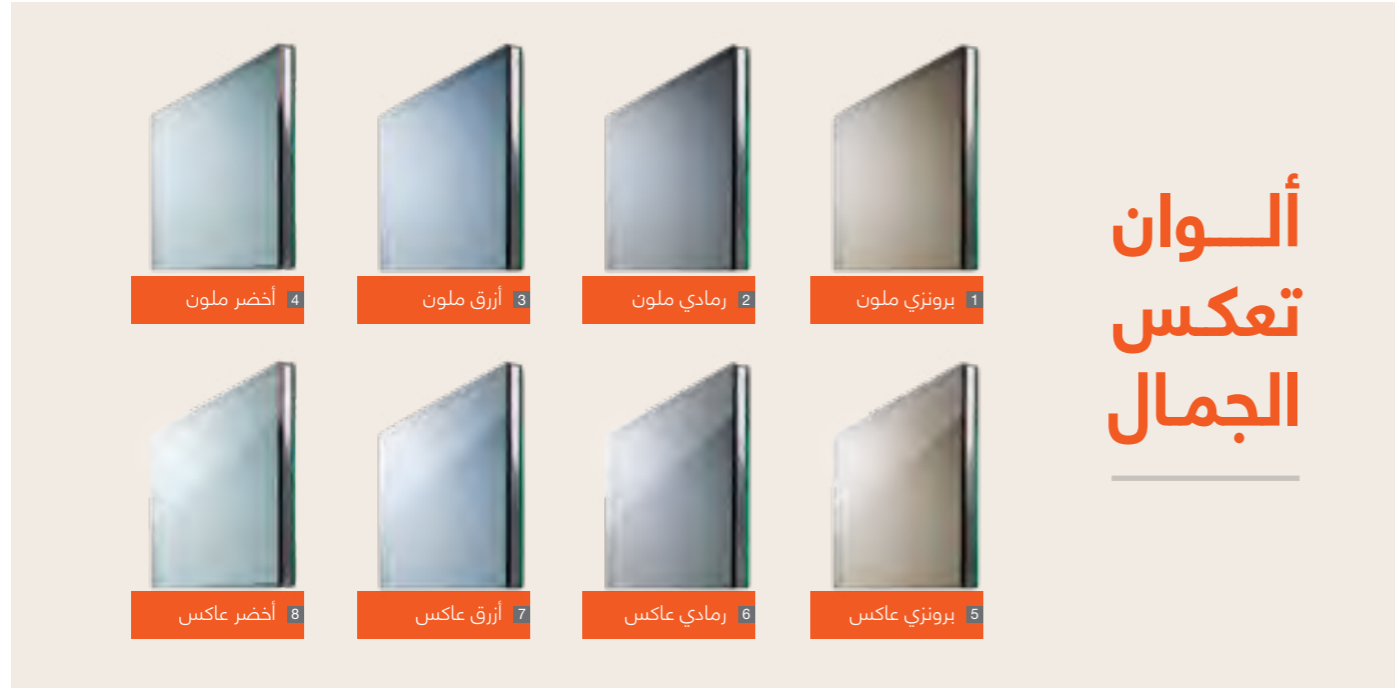 ألــوان
تعكس
الجمال
1 برونزي ملون
2 رمادي ملون
3 أزرق ملون
4 أخضر ملون
5 برونزي عاكس
6 رمادي عاكس
7 أزرق عاكس
8 أخضر عاكس